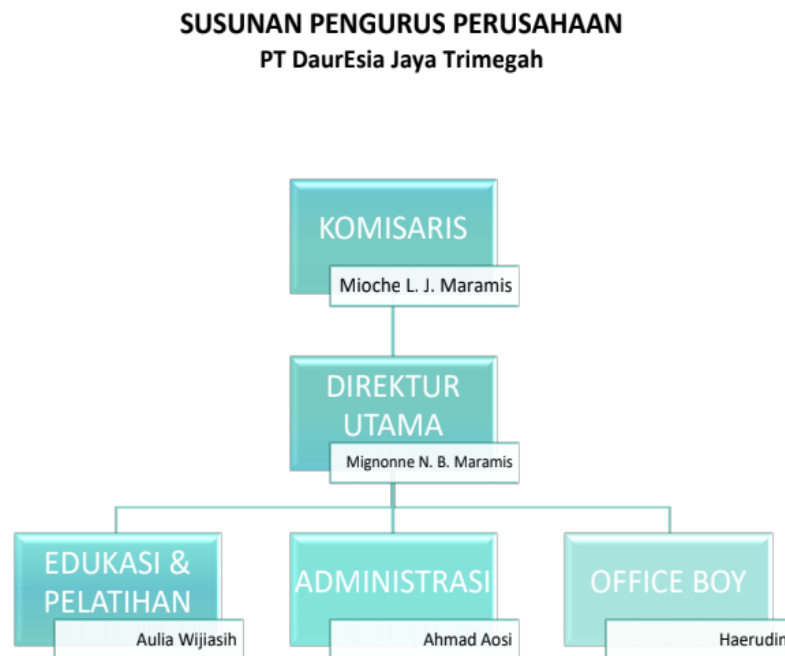 SUSUNAN PENGURUS PERUSAHAAN
PT DaurEsia Jaya Trimegah
KOMISARIS
Mioche L. J. Maramis
DIREKTUR
UTAMA
Mignonne N. B. Maramis
EDUKASI &
PELATIHAN
Aulia Wijiasih
ADMINISTRASI
Ahmad Aosi
OFFICE BOY
Haerudin